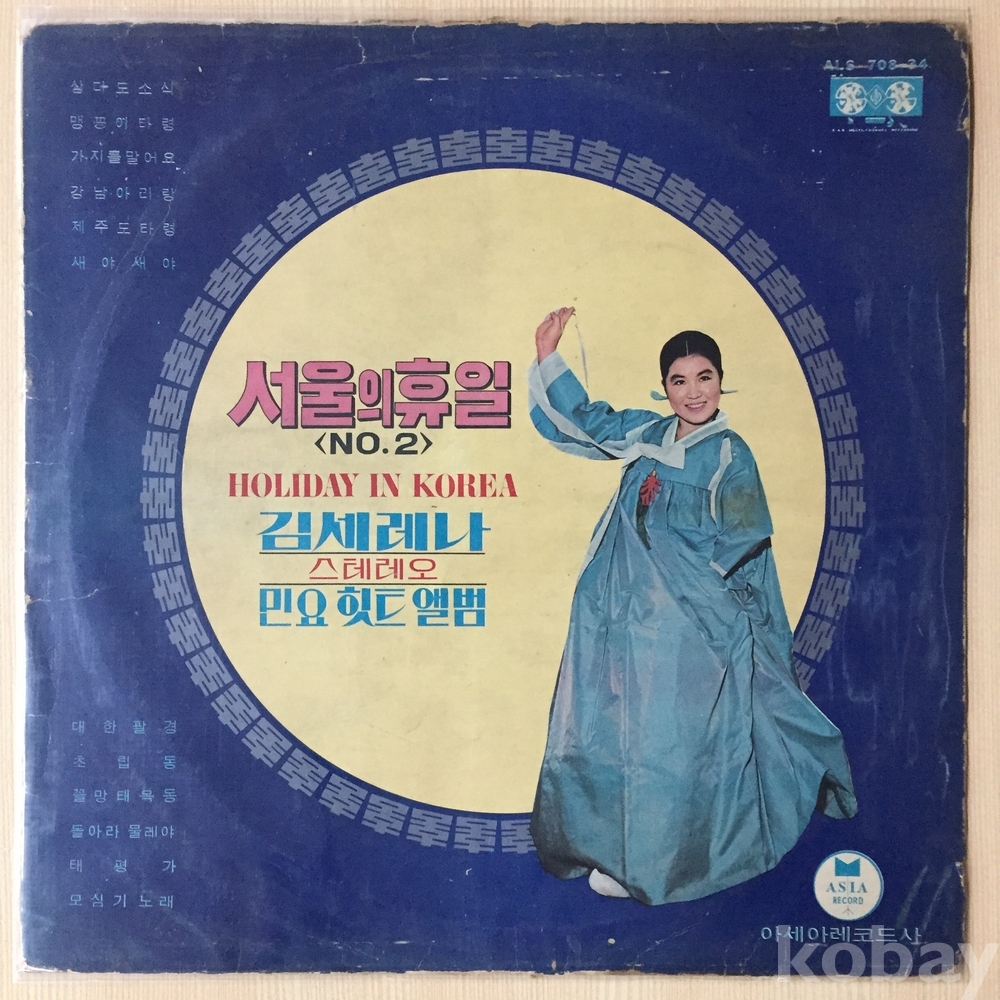 ALS-708-34
삼다도소식
맹꽁이타령
가지를말어요
강남아리랑
제주도타령
새야새야
서울의휴일
〈NO.2〉
HOLIDAY IN KOREA
김세레나
스테레오
민요 힛트 앨범
대한팔경
초립동
꼴망태목동
돌아라 물레야
태평가
모심기노래
ASIA
RECORD
아세아레코드사
kobay